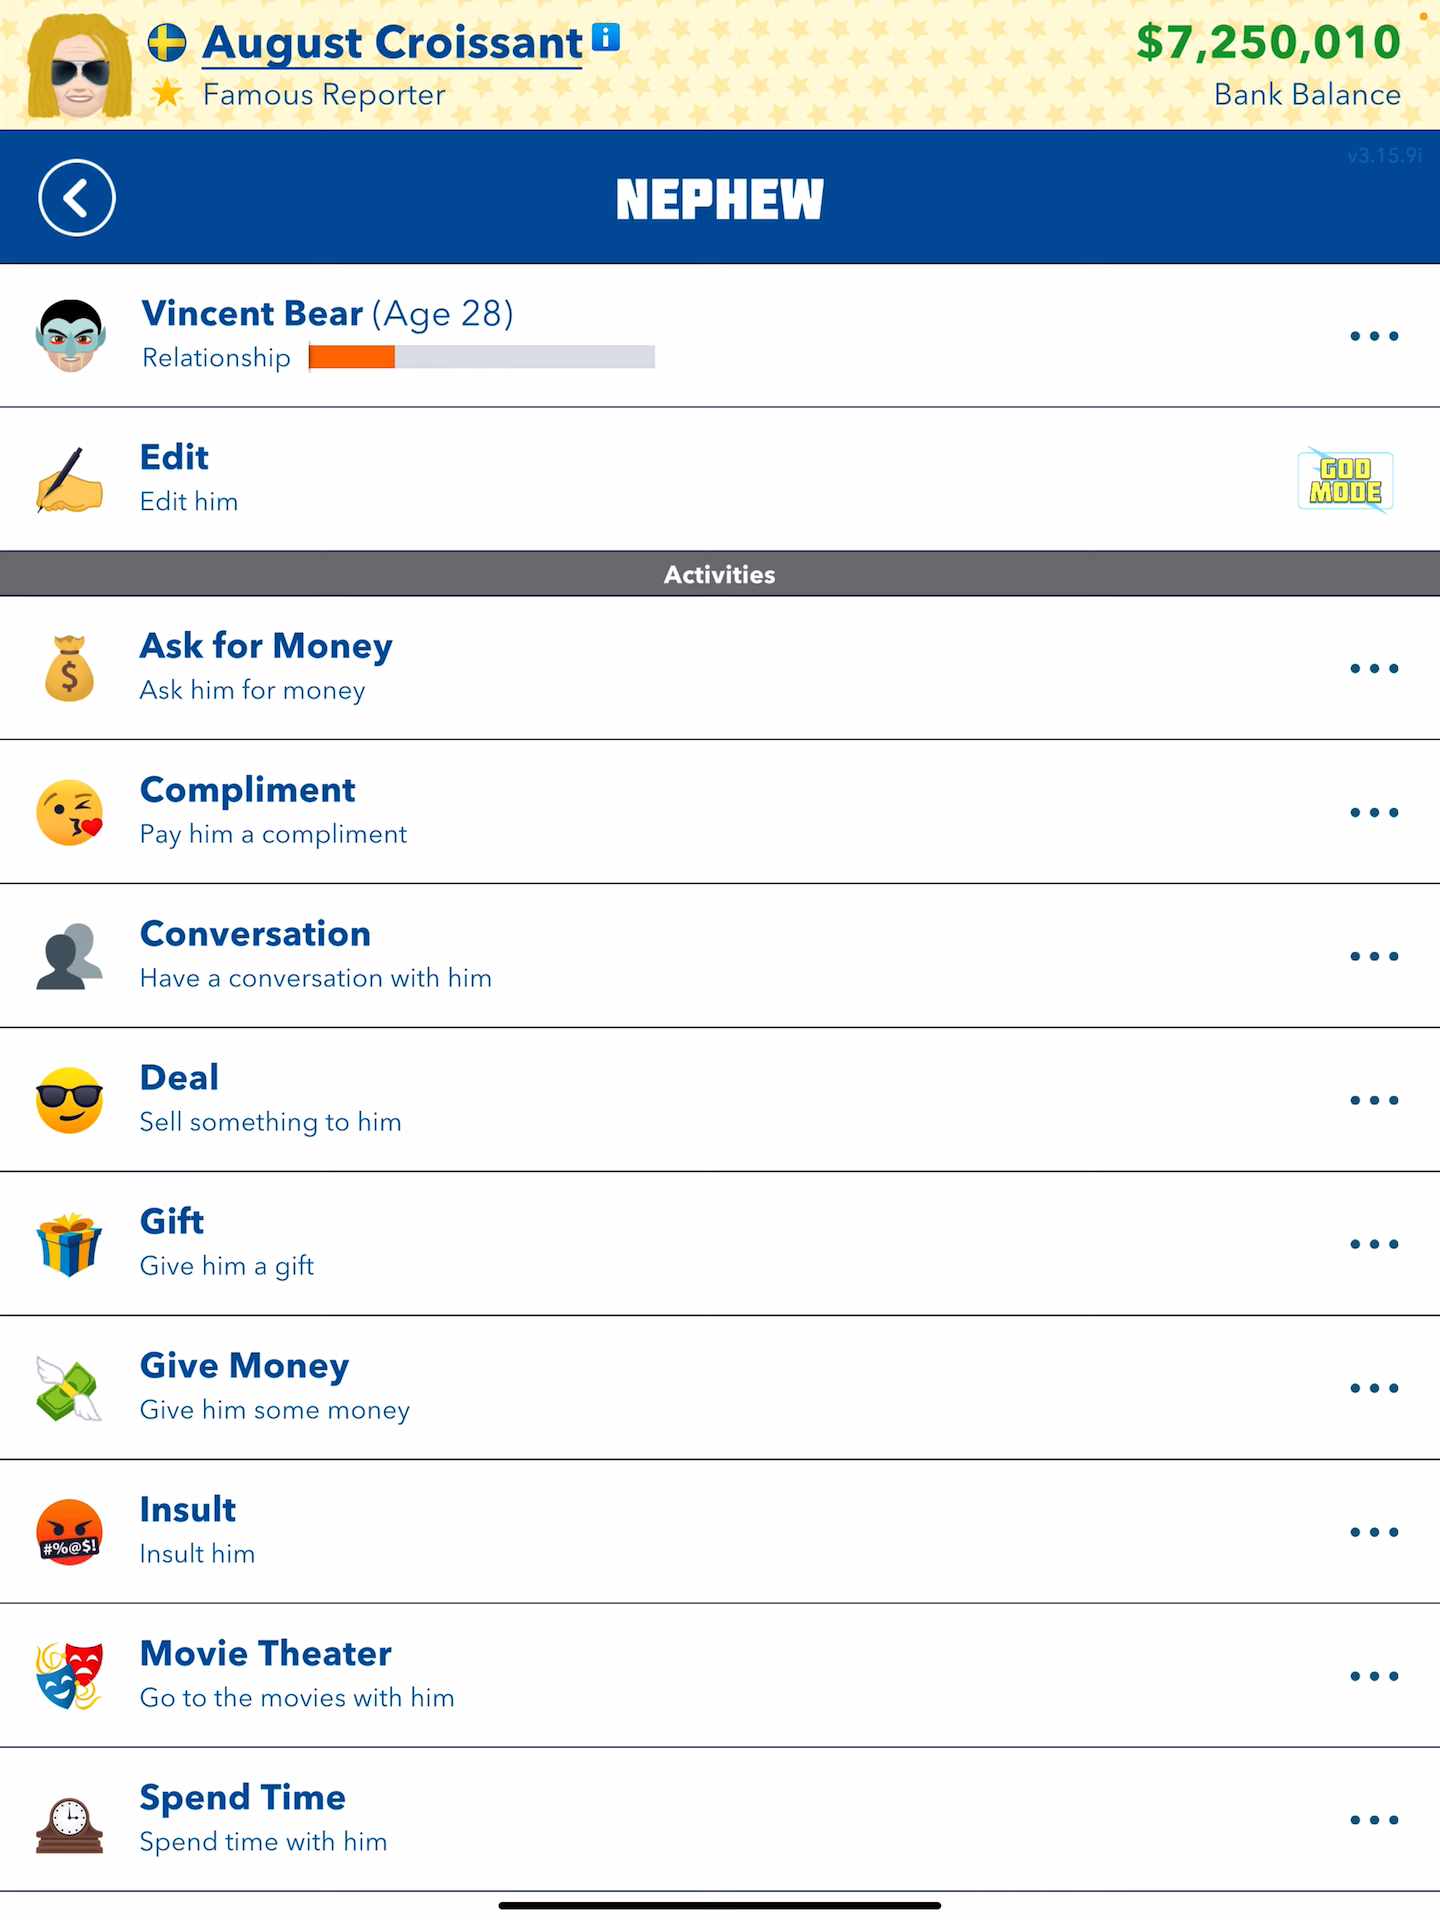 August Croissant i
$7,250,010
Famous Reporter
Bank Balance
v3.15.9i
NEPHEW
Vincent Bear (Age 28)
Relationship
Edit
Edit him
GOD
MODE
Activities
Ask for Money
Ask him for money
$
Compliment
Pay him a compliment
Conversation
Have a conversation with him
Deal
Sell something to him
Gift
Give him a gift
Give Money
Give him some money
Insult
Insult him
#%@$!
Movie Theater
Go to the movies with him
Spend Time
Spend time with him